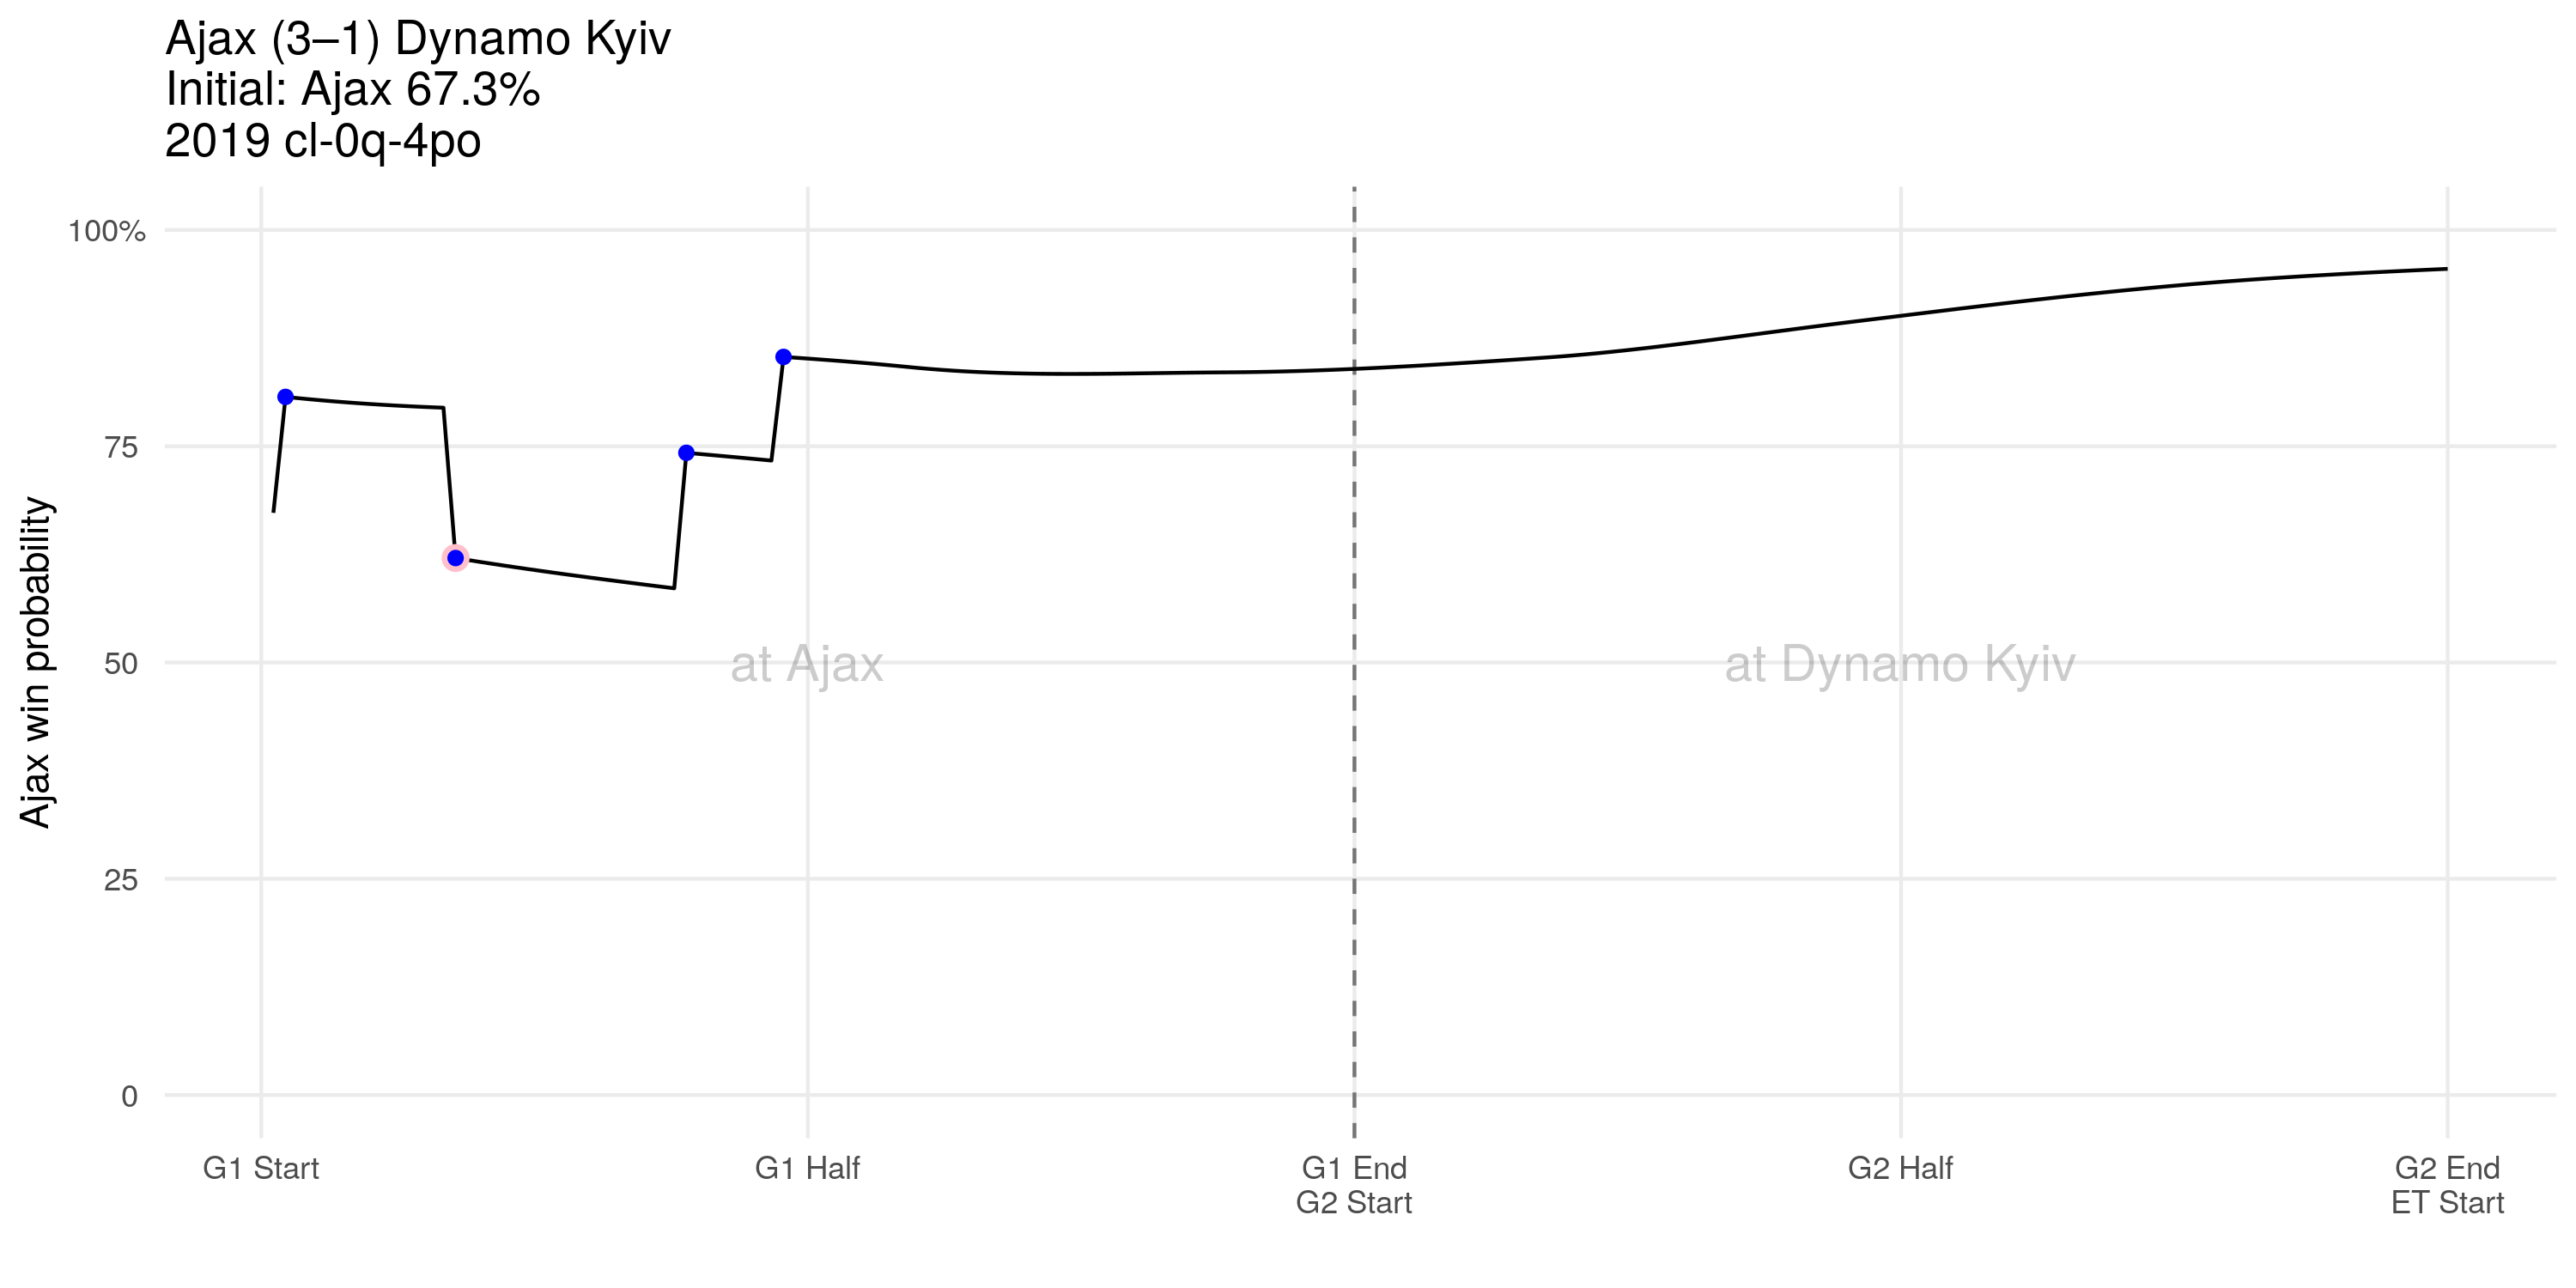 Ajax (3–1) Dynamo Kyiv
Initial: Ajax 67.3%
2019 cl-0q-4po
Ajax win probability
100%
75
50
25
0
at Ajax
at Dynamo Kyiv
G1 Start
G1 Half
G1 End
G2 Start
G2 Half
G2 End
ET Start